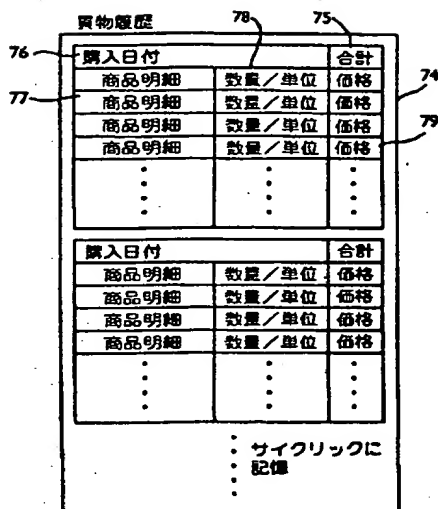 買物履歴
78 75
76 購入日付 合計
77 商品明細 数量／単位 価格 74
商品明細 数量／単位 価格
商品明細 数量／単位 価格 79
商品明細 数量／単位 価格
購入日付 合計
商品明細 数量／単位 価格
商品明細 数量／単位 価格
商品明細 数量／単位 価格
商品明細 数量／単位 価格
サイクリックに
記憶